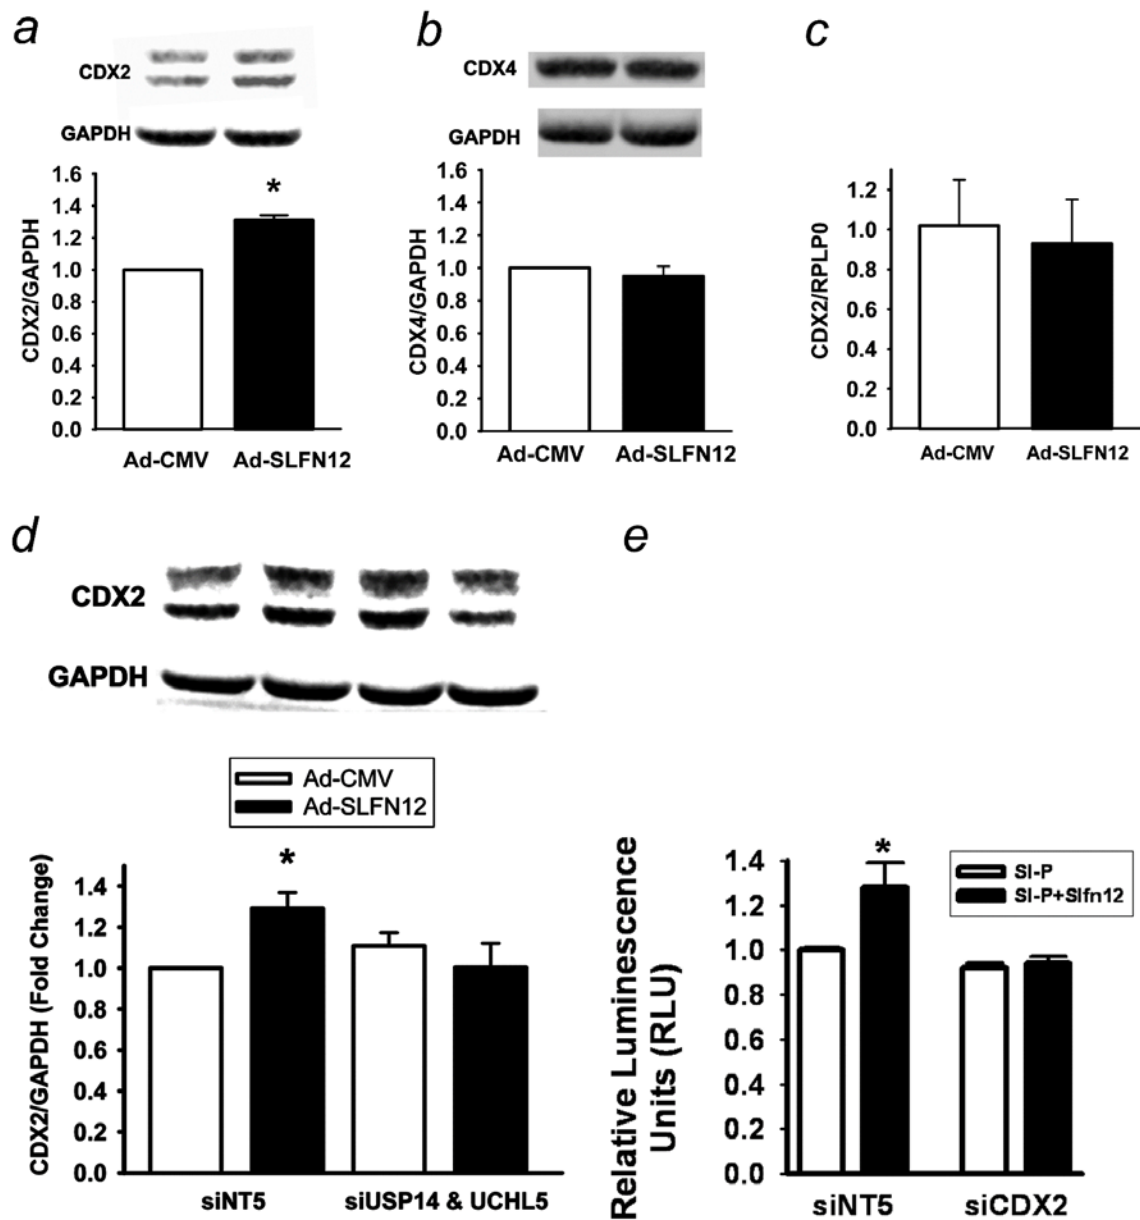 a
CDX2
GAPDH
CDX2/GAPDH
1.6
1.4
1.2
1.0
0.8
0.6
0.4
0.2
0.0
*
Ad-CMV Ad-SLFN12
b
CDX4
GAPDH
CDX4/GAPDH
1.6
1.4
1.2
1.0
0.8
0.6
0.4
0.2
0.0
Ad-CMV Ad-SLFN12
c
CDX2/RPLP0
1.2
1.0
0.8
0.6
0.4
0.2
0.0
Ad-CMV Ad-SLFN12
d
CDX2
GAPDH
Ad-CMV
Ad-SLFN12
CDX2/GAPDH (Fold Change)
1.4
1.2
1.0
0.8
0.6
0.4
0.2
0.0
*
siNT5 siUSP14 & UCHL5
e
Relative Luminescence
Units (RLU)
1.4
1.2
1.0
0.8
0.6
0.4
0.2
0.0
*
SI-P
SI-P+Slfn12
siNT5 siCDX2